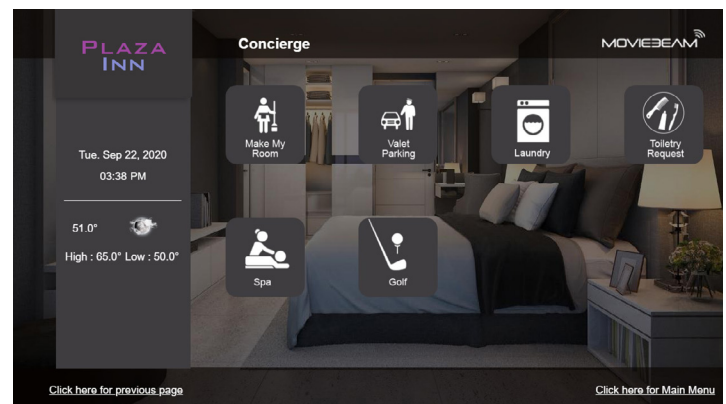 PLAZA
INN
Concierge
MOVIEBEAM
Make My
Room
Valet
Parking
Laundry
Toiletry
Request
Tue. Sep 22, 2020
03:38 PM
51.0°
High : 65.0° Low : 50.0°
Spa
Golf
Click here for previous page
Click here for Main Menu